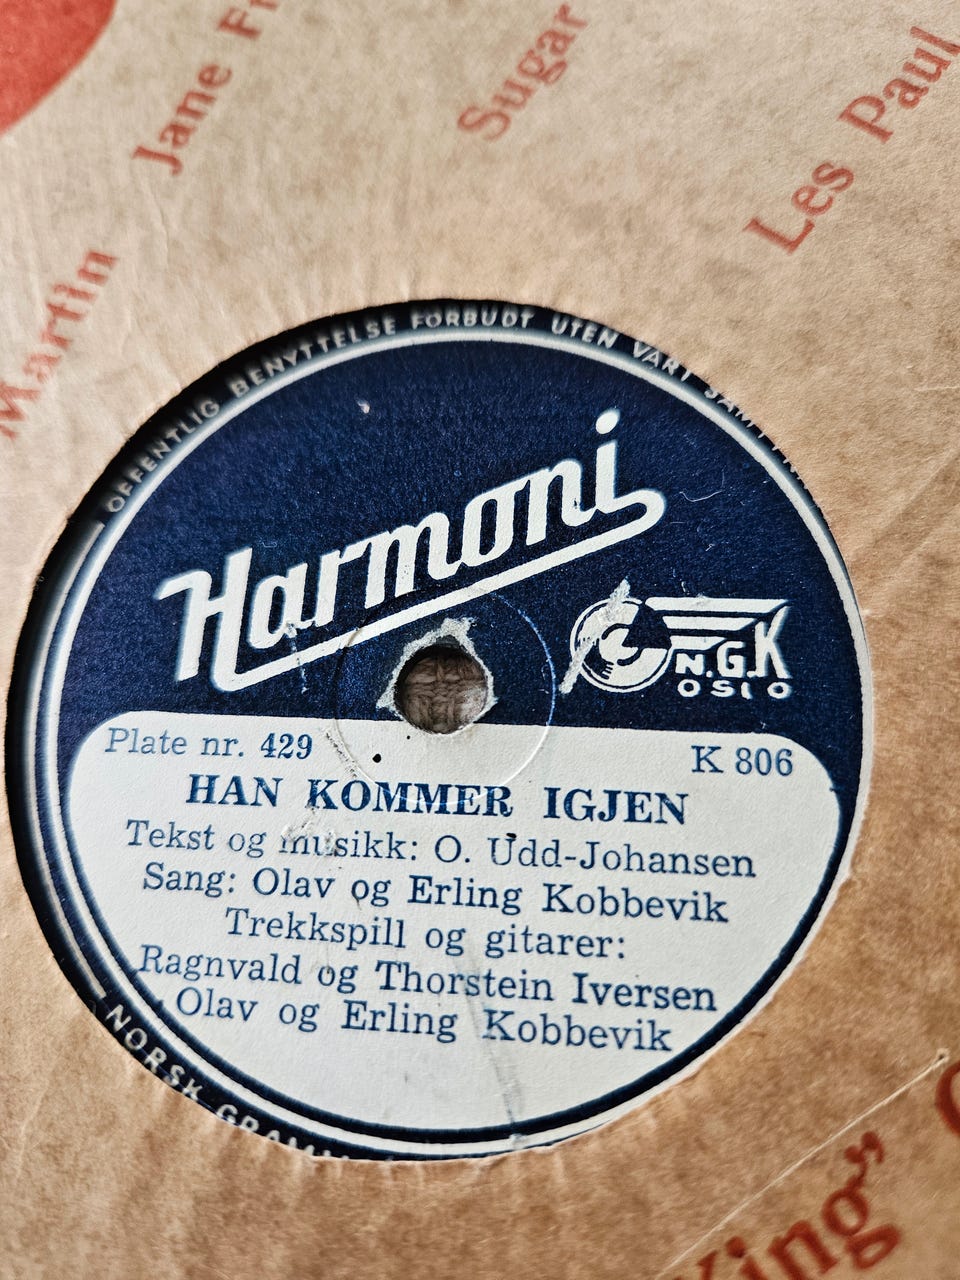 Jane
Sugar
Les Paul
Martin
OFFENTLIG BENYTTELSE FORBUDT UTEN VÅRT
Harmoni
N.G.K
OSLO
Plate nr. 429
K 806
HAN KOMMER IGJEN
Tekst og musikk: O. Udd-Johansen
Sang: Olav og Erling Kobbevik
Trekkspill og gitarer:
Ragnvald og Thorstein Iversen
Olav og Erling Kobbevik
NORSK